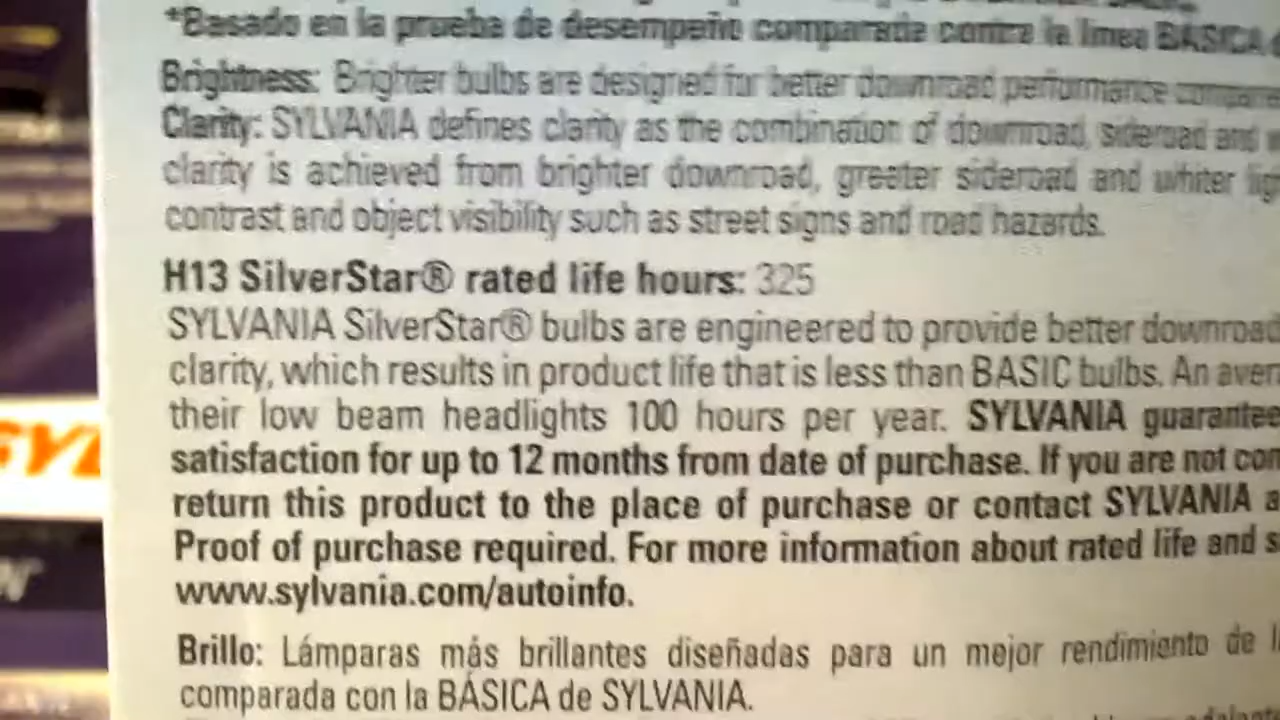 *Basado en la prueba de desempeño comparada contra la línea BÁSICA
Brightness: Brighter bulbs are designed for better downroad performance
Clarity: SYLVANIA defines clarity as the combination of downroad, sideroad and
clarity is achieved from brighter downroad, greater sideroad and whiter
contrast and object visibility such as street signs and road hazards.
H13 SilverStar® rated life hours: 325
SYLVANIA SilverStar® bulbs are engineered to provide better downroad
clarity, which results in product life that is less than BASIC bulbs. An
their low beam headlights 100 hours per year. SYLVANIA guarantee
satisfaction for up to 12 months from date of purchase. If you are not
return this product to the place of purchase or contact SYLVANIA
Proof of purchase required. For more information about rated life and
www.sylvania.com/autoinfo.
Brillo: Lámparas más brillantes diseñadas para un mejor rendimiento de
comparada con la BÁSICA de SYLVANIA.
SYL